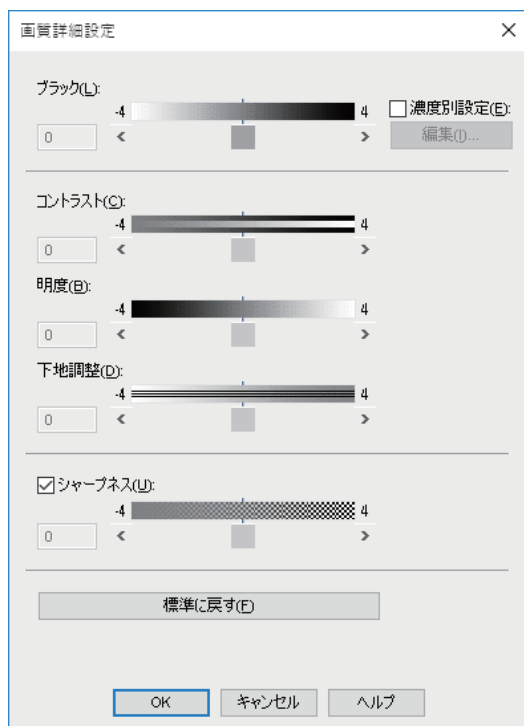 画質詳細設定
ブラック(L):
-4 4
0
濃度別設定(E):
編集(I)...
コントラスト(C):
-4 4
0
明度(B):
-4 4
0
下地調整(D):
-4 4
0
シャープネス(U):
-4 4
0
標準に戻す(F)
OK キャンセル ヘルプ